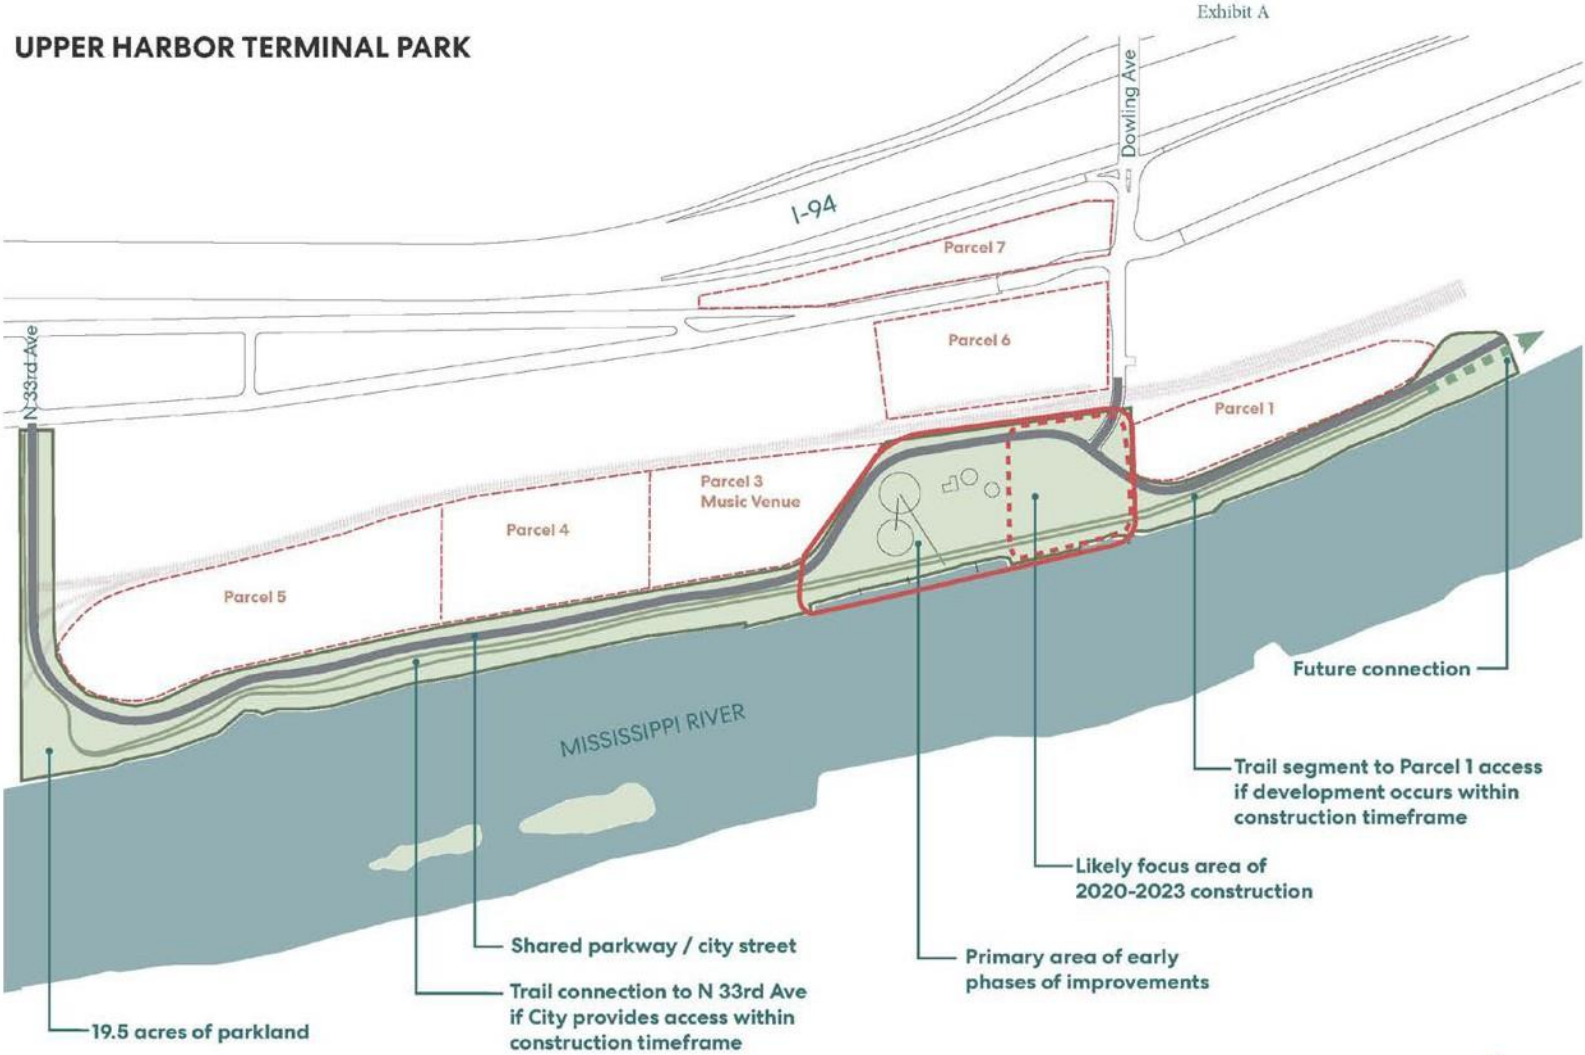 Exhibit A
UPPER HARBOR TERMINAL PARK
Dowling Ave
I-94
Parcel 7
N 33rd Ave
Parcel 6
Parcel 1
Parcel 3
Music Venue
Parcel 4
Parcel 5
Future connection
MISSISSIPPI RIVER
Trail segment to Parcel 1 access
if development occurs within
construction timeframe
Likely focus area of
2020-2023 construction
Shared parkway / city street
Primary area of early
phases of improvements
Trail connection to N 33rd Ave
if City provides access within
construction timeframe
19.5 acres of parkland